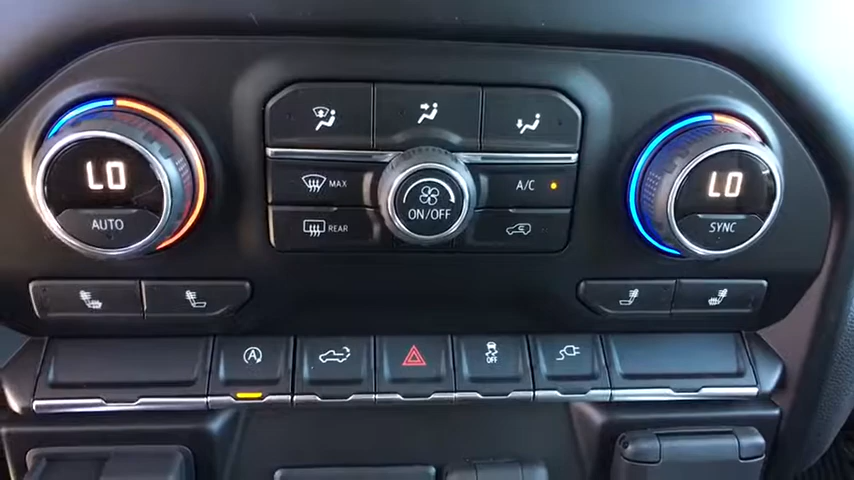 LO
AUTO
MAX
REAR
ON/OFF
A/C
LO
SYNC
A
OFF